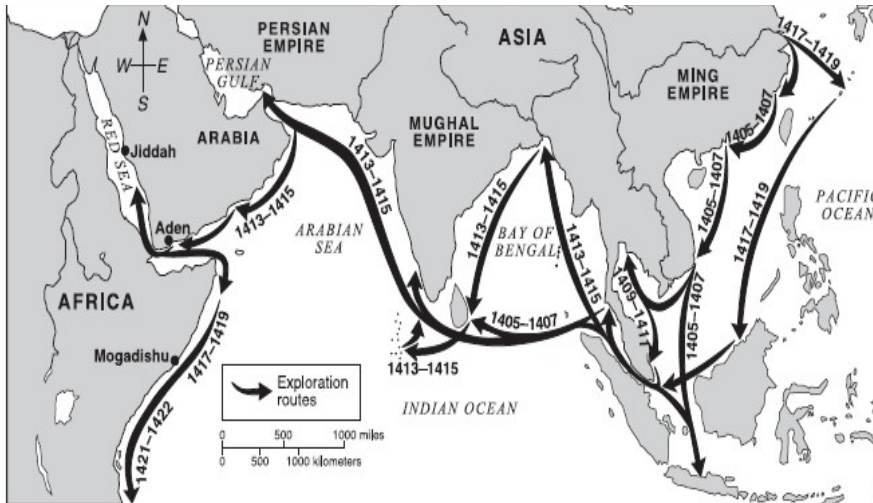 N
W E
S
PERSIAN
EMPIRE
PERSIAN
GULF
ASIA
MİNG
EMPIRE
1417–1419
ARABIA
RED SEA
Jiddah
MUGHAL
EMPIRE
1405–1407
1413–1415
1413–1415
1413–1415
ARABIAN
SEA
BAY OF
BENGAL
1413–1415
1405–1407
1417–1419
PACIFIC
OCEAN
Aden
AFRICA
1409–1411
1405–1407
1405–1407
Mogadishu
1417–1419
1413–1415
Exploration
routes
INDIAN OCEAN
0 500 1000 miles
0 500 1000 kilometers
1421–1422